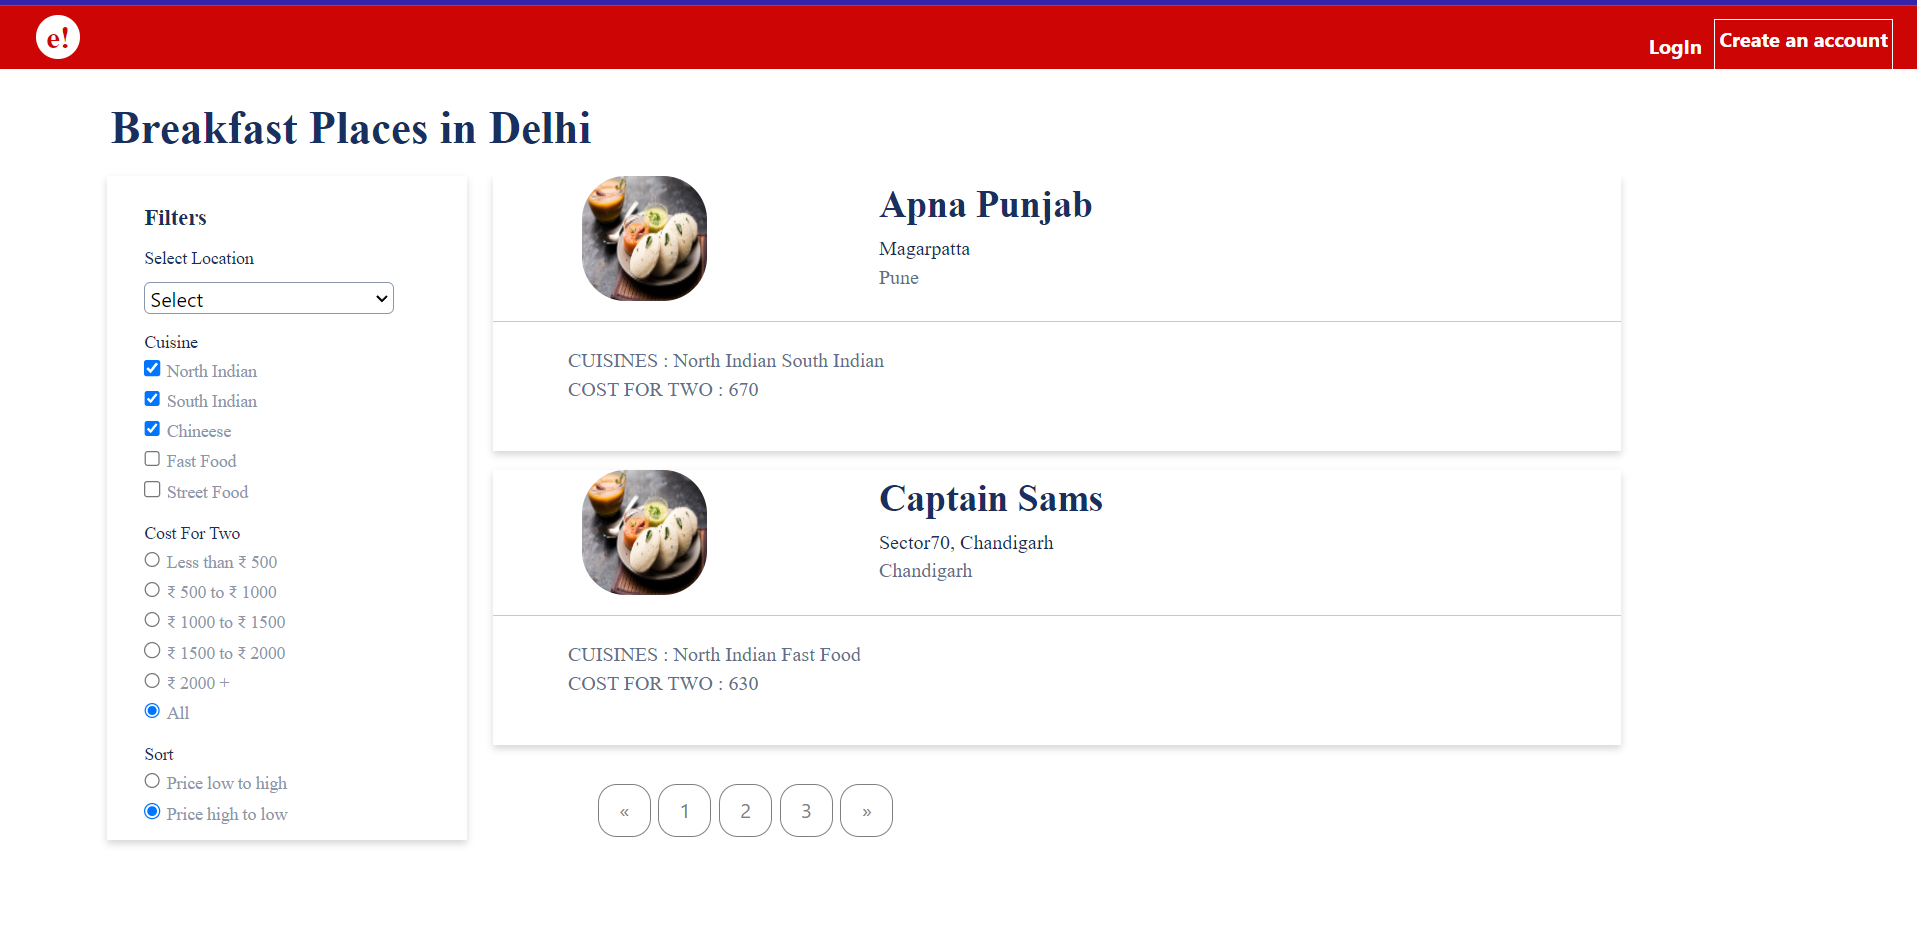 e!
LogIn
Create an account
Breakfast Places in Delhi
Filters
Select Location
Select
Cuisine
North Indian
South Indian
Chineese
Fast Food
Street Food
Cost For Two
Less than ₹ 500
₹ 500 to ₹ 1000
₹ 1000 to ₹ 1500
₹ 1500 to ₹ 2000
₹ 2000 +
All
Sort
Price low to high
Price high to low
Apna Punjab
Magarpatta
Pune
CUISINES : North Indian South Indian
COST FOR TWO : 670
Captain Sams
Sector70, Chandigarh
Chandigarh
CUISINES : North Indian Fast Food
COST FOR TWO : 630
« 1 2 3 »